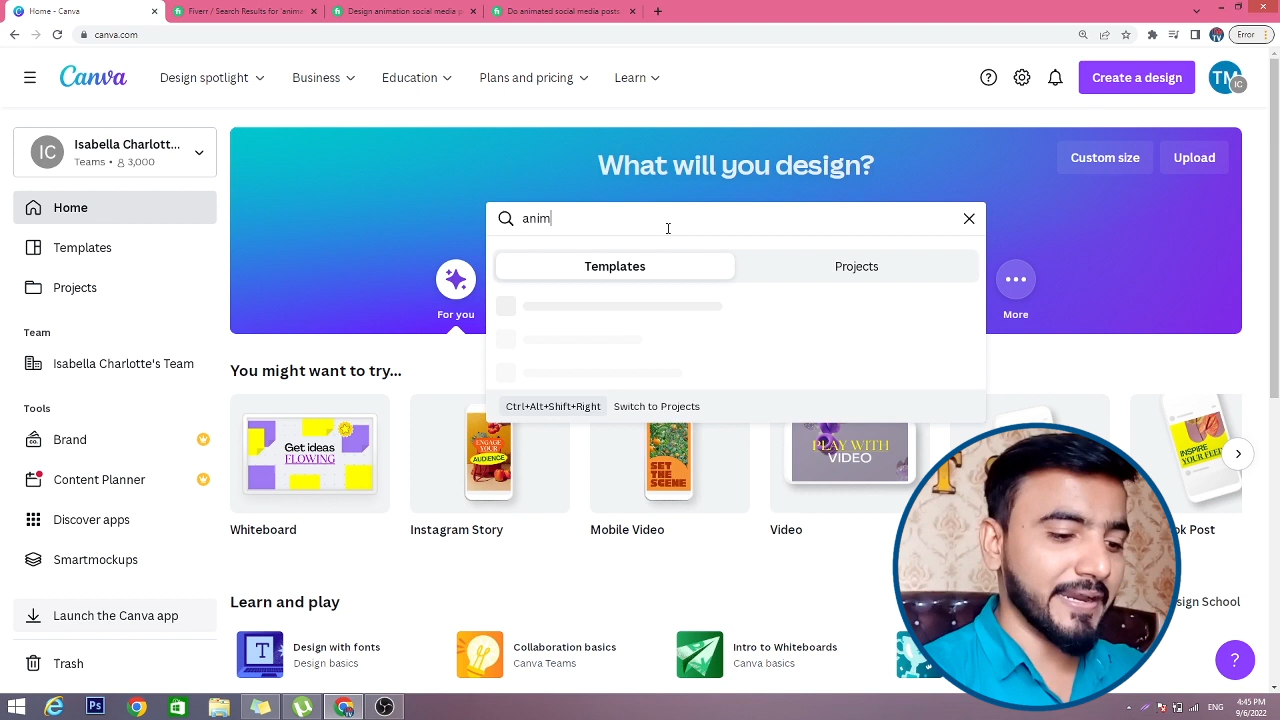 Home - Canva
Fiverr / Search Results for 'anima
Design animation social media p
Do animated social media posts
canva.com
Error
Canva
Design spotlight
Business
Education
Plans and pricing
Learn
Create a design
TM
IC
IC
Isabella Charlott...
Teams • 3,000
Home
Templates
Projects
Team
Isabella Charlotte's Team
Tools
Brand
Content Planner
Discover apps
Smartmockups
Launch the Canva app
Trash
What will you design?
Custom size
Upload
anim
Templates
Projects
For you
More
Ctrl+Alt+Shift+Right
Switch to Projects
You might want to try...
Get ideas
FLOWING
ENGAGE
YOUR
AUDIENCE
SET
THE
SCENE
PLAY WITH
VIDEO
INSPIRE
YOUR FEED
Whiteboard
Instagram Story
Mobile Video
Video
ok Post
Learn and play
sign School
T
Design with fonts
Design basics
Collaboration basics
Canva Teams
Intro to Whiteboards
Canva basics
?
Ps
ENG
4:45 PM
9/6/2022